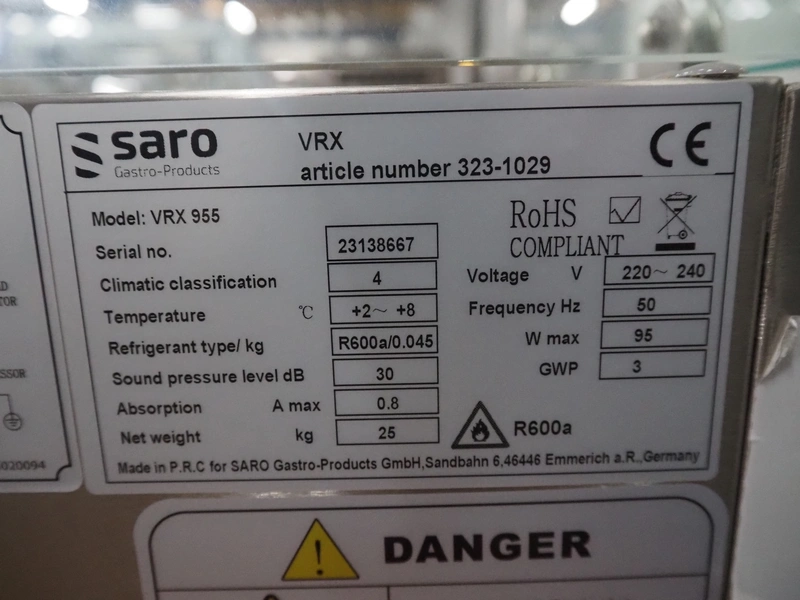 saro
Gastro-Products
VRX
article number 323-1029
CE
Model: VRX 955
RoHS
COMPLIANT
Serial no. 23138667
Climatic classification 4
Voltage V 220~ 240
Temperature °C +2~ +8
Frequency Hz 50
Refrigerant type/ kg R600a/0.045
W max 95
Sound pressure level dB 30
GWP 3
Absorption A max 0.8
Net weight kg 25
R600a
Made in P.R.C for SARO Gastro-Products GmbH,Sandbahn 6,46446 Emmerich a.R.,Germany
020094
! DANGER